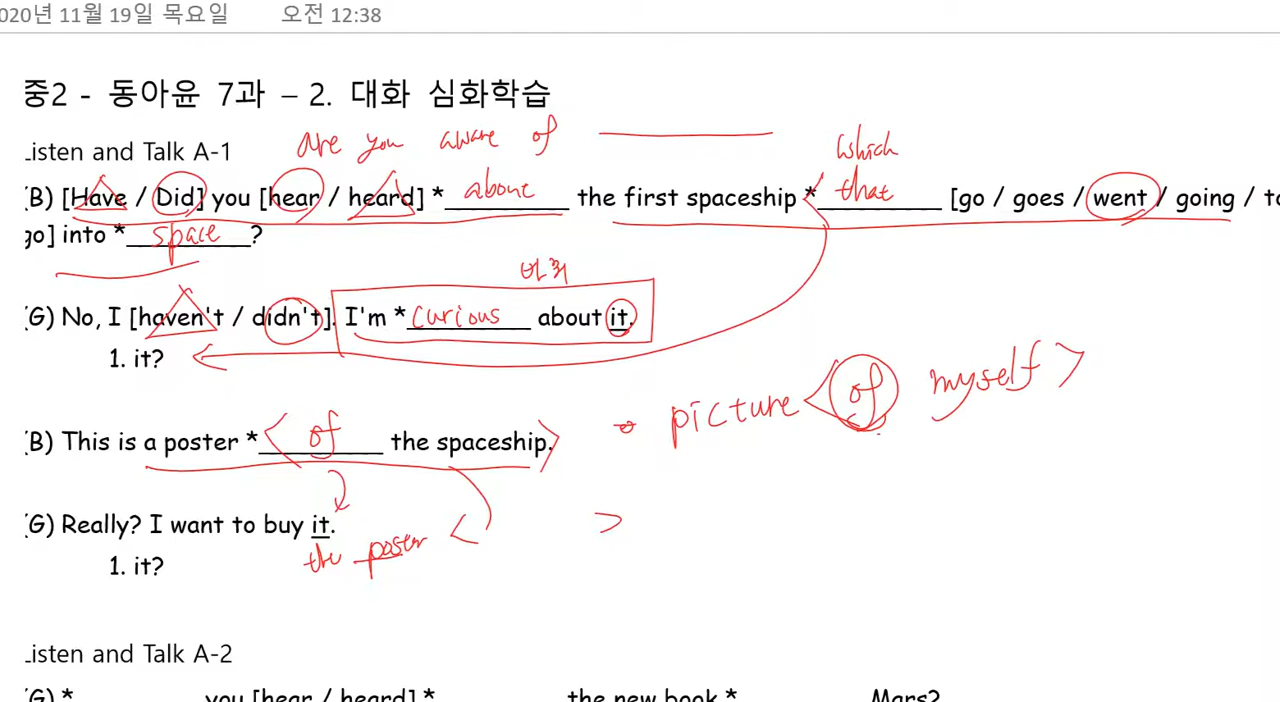 020년 11월 19일 목요일 오전 12:38
중2 - 동아윤 7과 – 2. 대화 심화학습
Are you aware of ________
Listen and Talk A-1
which
(B) [Have / Did] you [hear / heard] * about the first spaceship * that [go / goes / went / going / to
go] into * space ?
(G) No, I [haven't / didn't]. I'm * curious about it.
1. it?
picture < of myself >
(B) This is a poster * < of the spaceship. >
(G) Really? I want to buy it.
the poster < >
1. it?
Listen and Talk A-2
(G) * ________ you [hear / heard] * ________ the new book * ________ Mars?